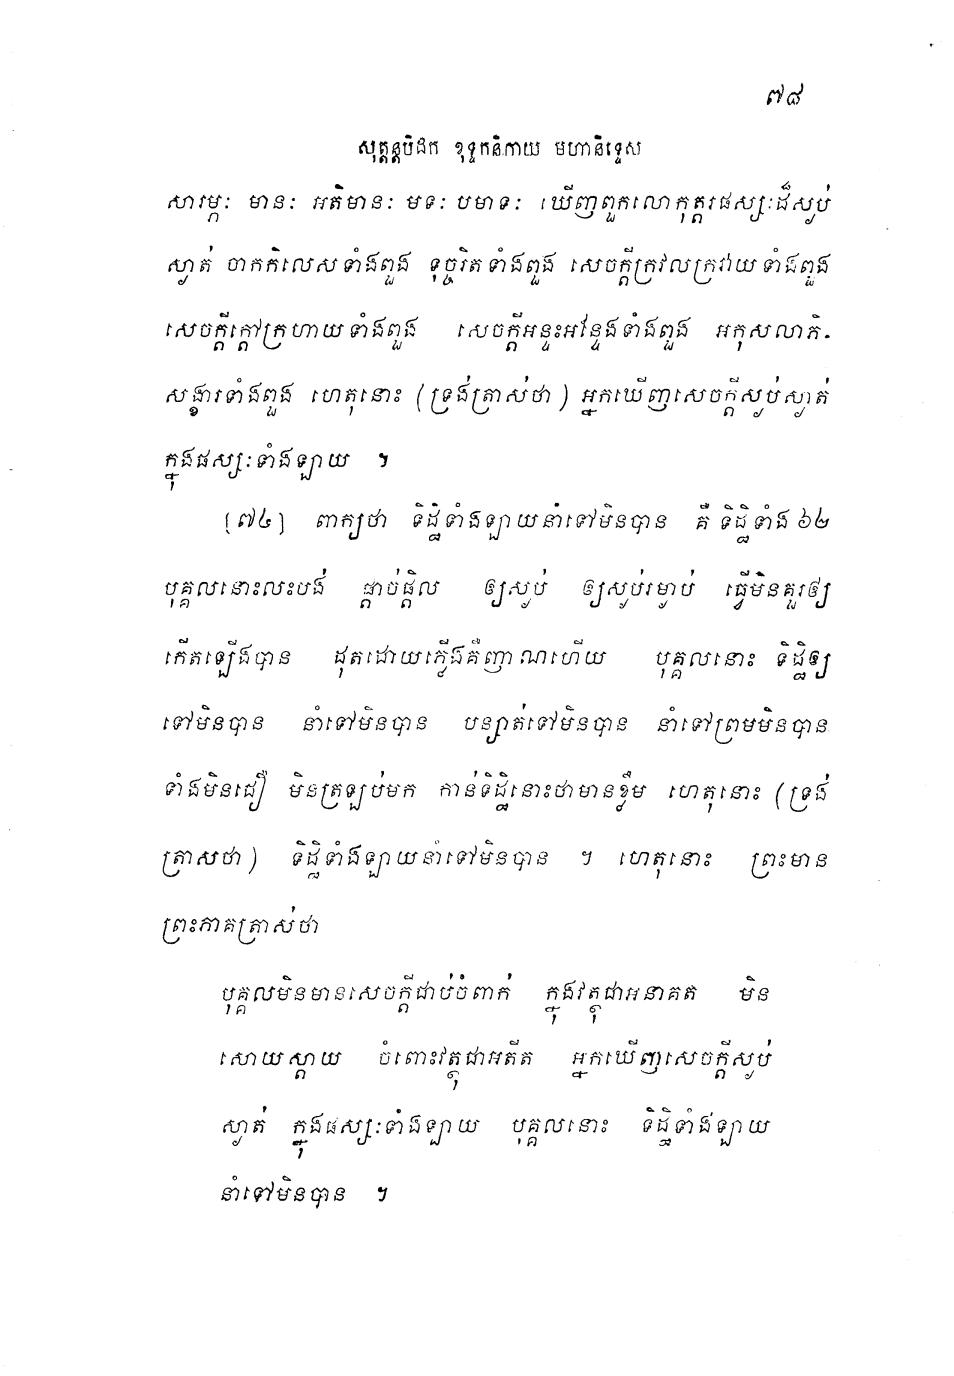 ៧៨
សុត្តន្តបិដក ខុទ្ទកនិកាយ មហានិទ្ទេស
សារម្ភៈ មានៈ អតិមានៈ មទៈ បមាទៈ ឃើញពួកលោកុត្តរផស្សៈដ៏ស្ងប់
ស្ងាត់ ចាកកិលេសទាំងពួង ទុច្ចរិតទាំងពួង សេចក្តីក្រវល់ក្រវាយទាំងពួង
សេចក្តីក្តៅក្រហាយទាំងពួង សេចក្តីអន្ទះអន្ទែងទាំងពួង អកុសលាភិ-
សង្ខារទាំងពួង ហេតុនោះ (ទ្រង់ត្រាស់ថា) អ្នកឃើញសេចក្តីស្ងប់ស្ងាត់
ក្នុងផស្សៈទាំងឡាយ ។
(៧៤) ពាក្យថា ទិដ្ឋិទាំងឡាយនាំទៅមិនបាន គឺ ទិដ្ឋិទាំង ៦២
បុគ្គលនោះលះបង់ ផ្តាច់ផ្តិល ឲ្យស្ងប់ ឲ្យស្ងប់រម្ងាប់ ធ្វើមិនគួរឲ្យ
កើតឡើងបាន ដុតដោយភ្លើងគឺញាណហើយ បុគ្គលនោះ ទិដ្ឋិឲ្យ
ទៅមិនបាន នាំទៅមិនបាន បន្សាត់ទៅមិនបាន នាំទៅព្រមមិនបាន
ទាំងមិនជឿ មិនត្រឡប់មក កាន់ទិដ្ឋិនោះថាមានខ្លឹម ហេតុនោះ (ទ្រង់
ត្រាសថា) ទិដ្ឋិទាំងឡាយនាំទៅមិនបាន ។ ហេតុនោះ ព្រះមាន
ព្រះភាគត្រាស់ថា
បុគ្គលមិនមានសេចក្តីជាប់ចំពាក់ ក្នុងវត្ថុជាអនាគត មិន
សោយស្តាយ ចំពោះវត្ថុជាអតីត អ្នកឃើញសេចក្តីស្ងប់
ស្ងាត់ ក្នុងផស្សៈទាំងឡាយ បុគ្គលនោះ ទិដ្ឋិទាំងឡាយ
នាំទៅមិនបាន ។